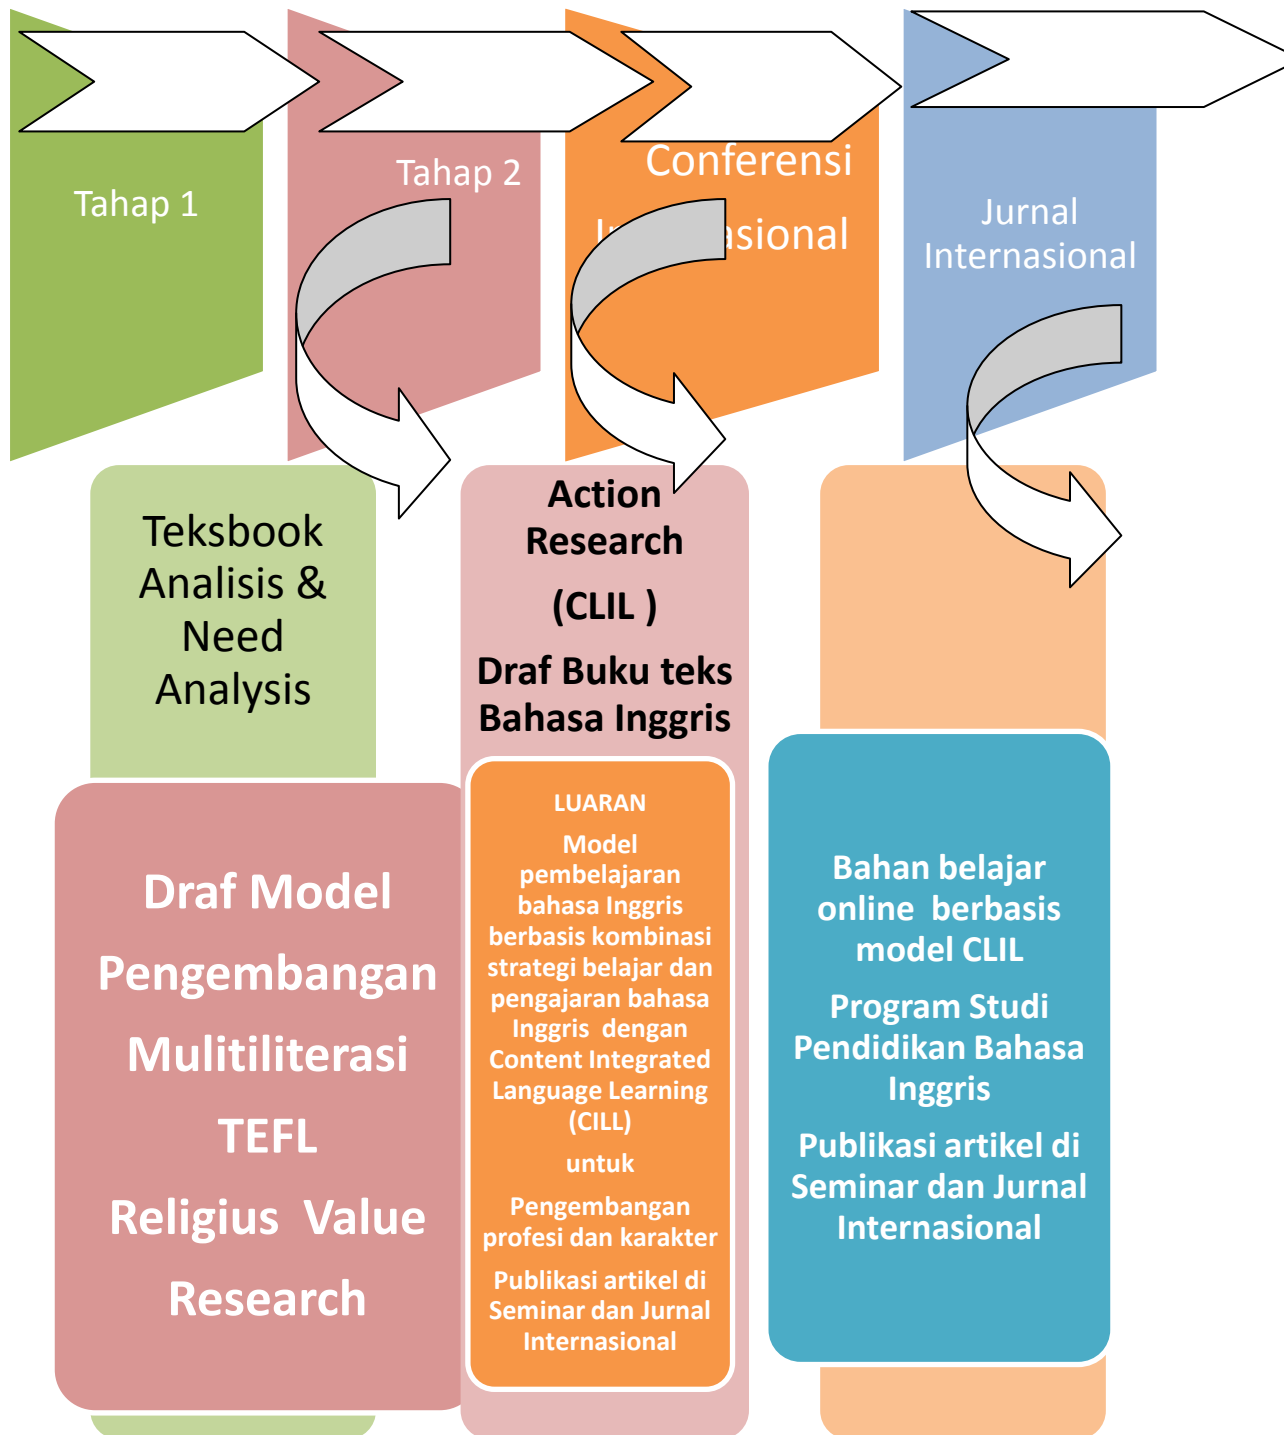 Tahap 1
Tahap 2
Conferensi
asional
Jurnal
Internasional
Teksbook
Analisis &
Need
Analysis
Draf Model
Pengembangan
Mulitiliterasi
TEFL
Religius Value
Research
Action
Research
(CLIL )
Draf Buku teks
Bahasa Inggris
LUARAN
Model
pembelajaran
bahasa Inggris
berbasis kombinasi
strategi belajar dan
pengajaran bahasa
Inggris dengan
Content Integrated
Language Learning
(CILL)
untuk
Pengembangan
profesi dan karakter
Publikasi artikel di
Seminar dan Jurnal
Internasional
Bahan belajar
online berbasis
model CLIL
Program Studi
Pendidikan Bahasa
Inggris
Publikasi artikel di
Seminar dan Jurnal
Internasional